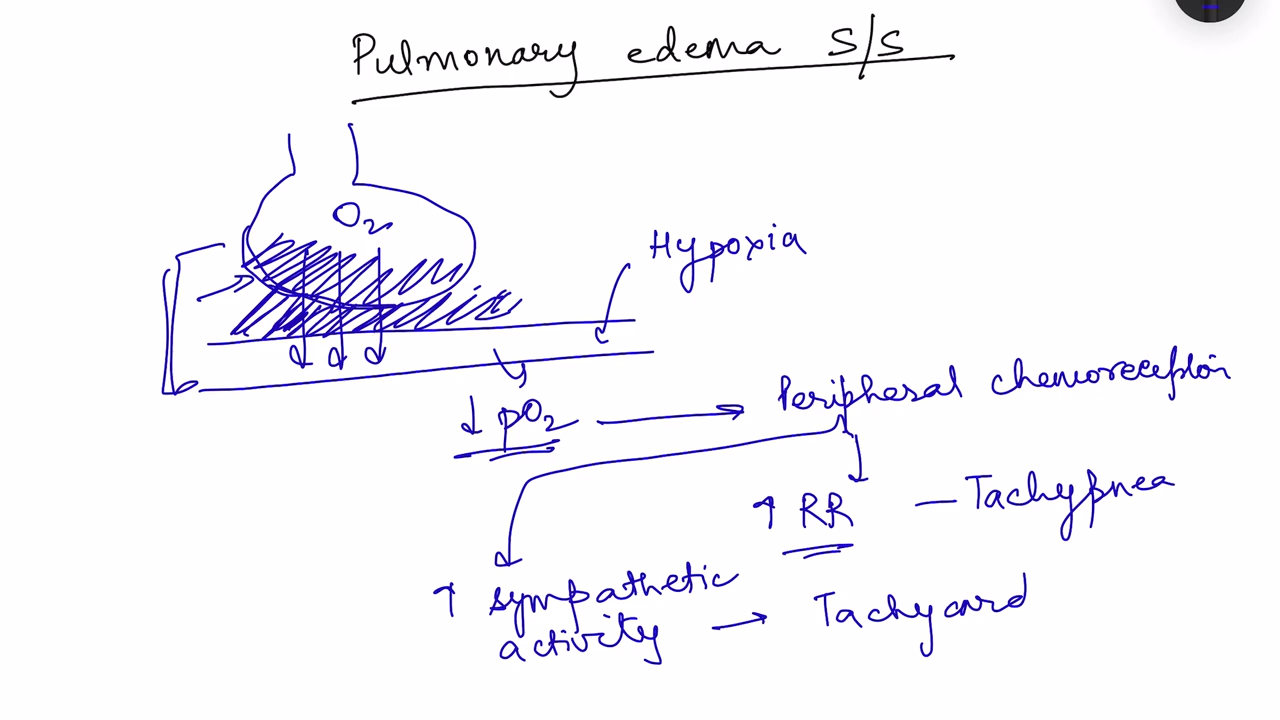 Pulmonary edema S/S
O₂
Hypoxia
↓ pO₂ → Peripheral chemoreceptor
↑ RR — Tachypnea
↑ sympathetic
activity → Tachycard